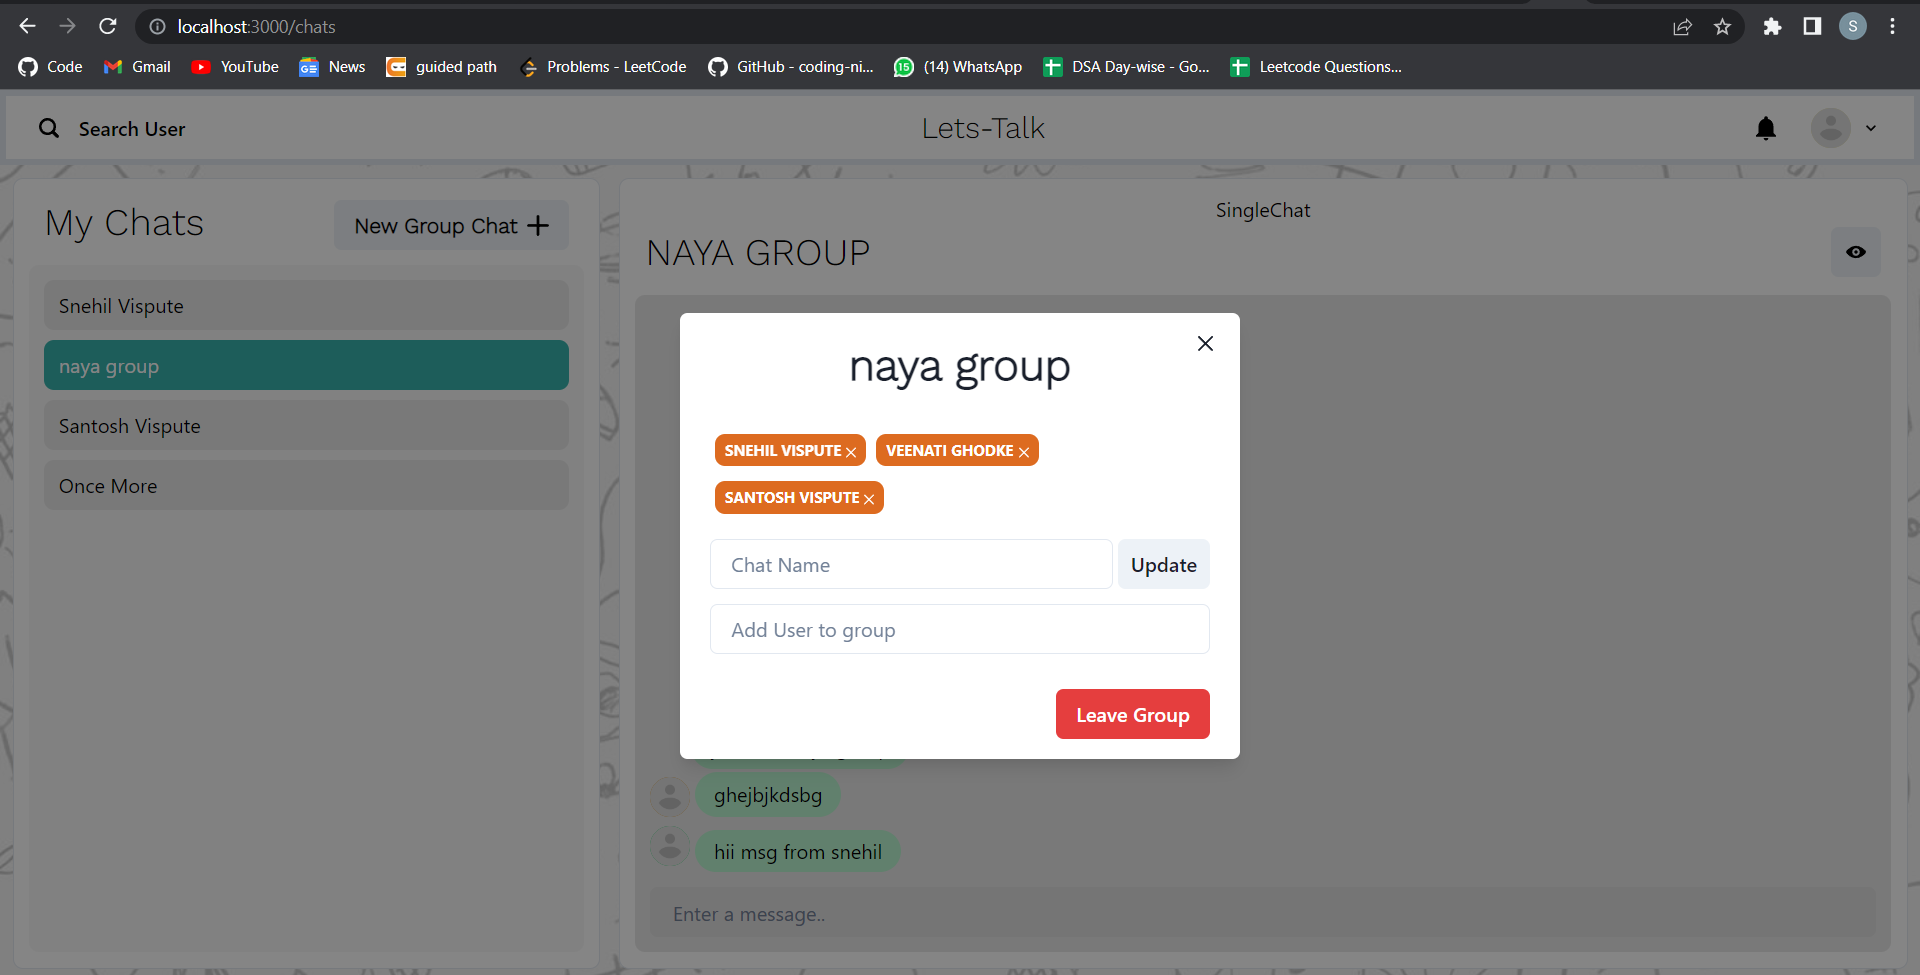 localhost:3000/chats
S
Code Gmail YouTube News guided path Problems - LeetCode GitHub - coding-ni... 15 (14) WhatsApp DSA Day-wise - Go... Leetcode Questions...
Search User
Lets-Talk
My Chats
New Group Chat
Snehil Vispute
naya group
Santosh Vispute
Once More
SingleChat
NAYA GROUP
naya group
SNEHIL VISPUTE
VEENATI GHODKE
SANTOSH VISPUTE
Chat Name
Update
Add User to group
Leave Group
ghejbjkdsbg
hii msg from snehil
Enter a message..